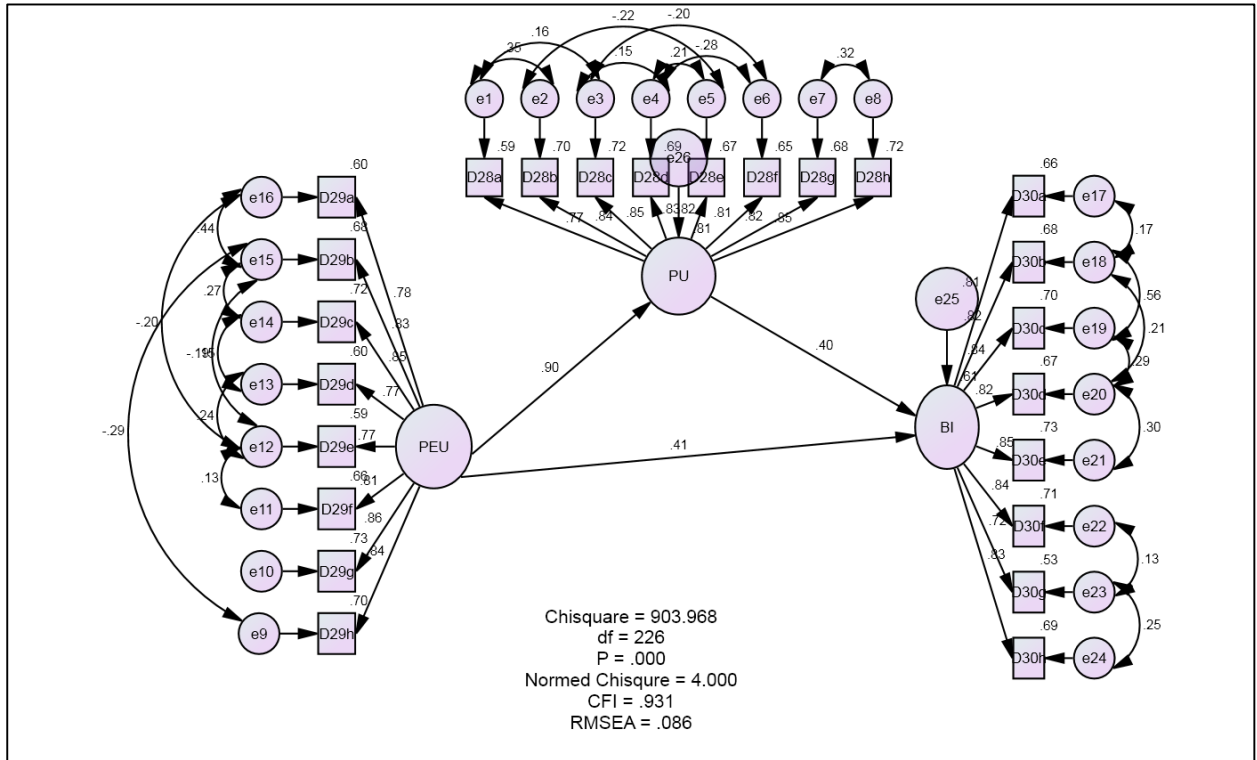 -.22
-.20
.16
.35
.15
.21
-.28
.32
e1 e2 e3 e4 e5 e6 e7 e8
.59 .70 .72 .69 .67 .65 .68 .72
e26
D28a D28b D28c D28d D28e D28f D28g D28h
.77 .84 .85 .83 .82 .81 .82 .85
.81
PU
.60
e16 D29a
.44
.68
e15 D29b
.27
.72
e14 D29c
-.20
.60
e13 D29d
.24
.59
e12 D29e
-.29
.13
.66
e11 D29f
.73
e10 D29g
.70
e9 D29h
.78
.83
.85
.77
.77
.81
.86
.84
PEU
.90
.41
.40
e25
.61
BI
.81
.82
.84
.82
.85
.84
.72
.83
.66
D30a e17
.17
.68
D30b e18
.56
.21
.70
D30c e19
.29
.67
D30d e20
.30
.73
D30e e21
.71
D30f e22
.13
.53
D30g e23
.25
.69
D30h e24
Chisquare = 903.968
df = 226
P = .000
Normed Chisqure = 4.000
CFI = .931
RMSEA = .086